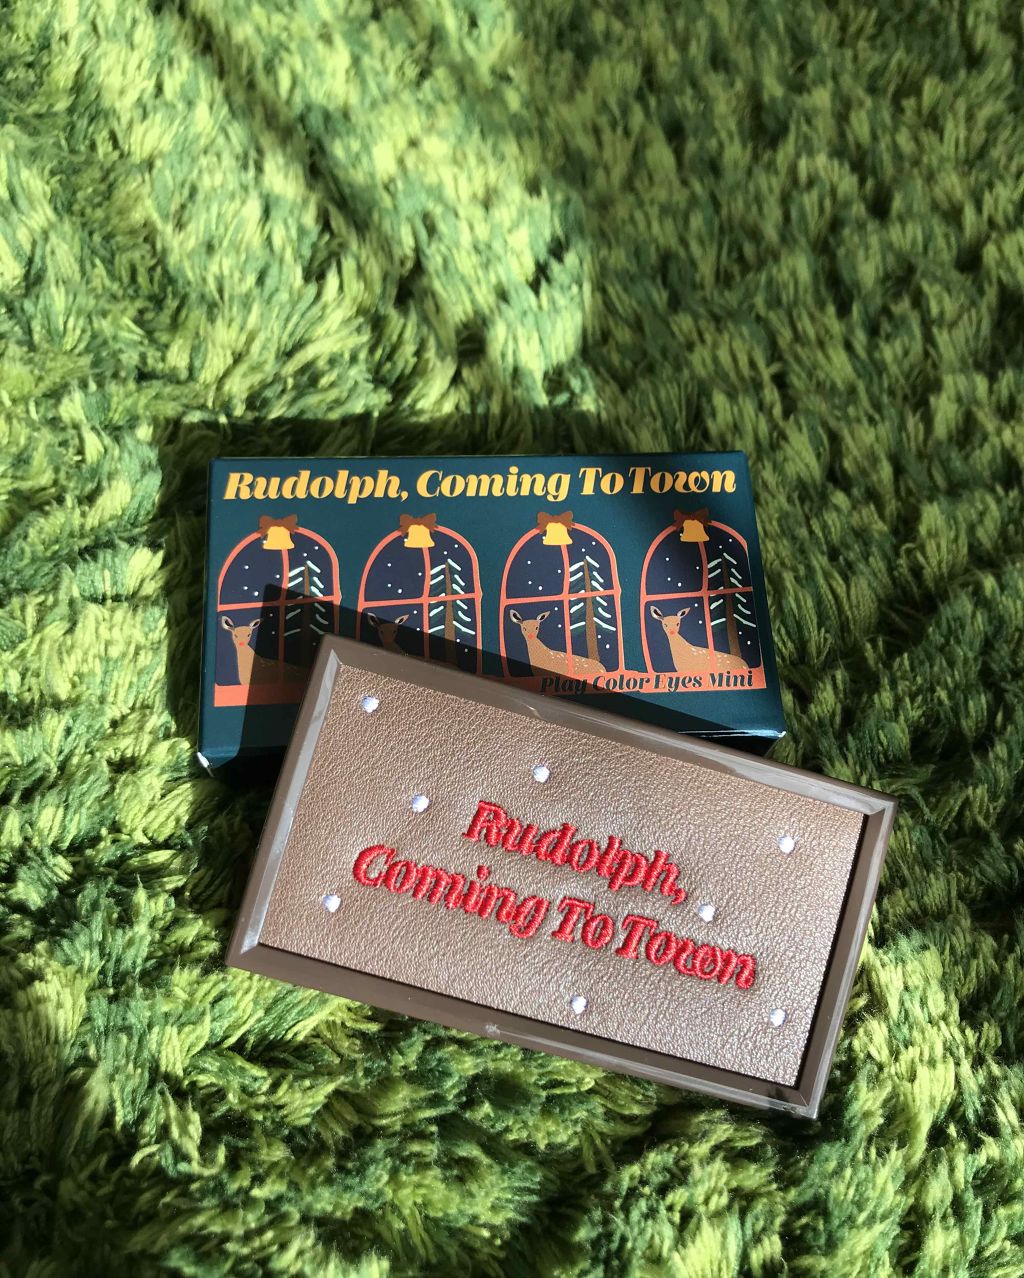 Rudolph, Coming To Town
Play Color Eyes Mini
Rudolph,
Coming To Town